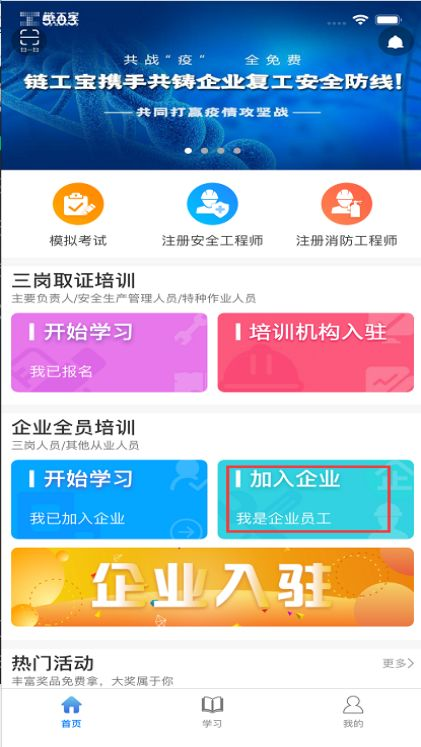 链工宝
扫一扫
共战“疫” 全免费
链工宝携手共铸企业复工安全防线!
共同打赢疫情攻坚战
模拟考试 注册安全工程师 注册消防工程师
三岗取证培训
主要负责人/安全生产管理人员/特种作业人员
开始学习 培训机构入驻
我已报名
企业全员培训
三岗人员/其他从业人员
开始学习 加入企业
我已加入企业 我是企业员工
企业入驻
热门活动 更多>
丰富奖品免费拿，大奖属于你
首页 学习 我的